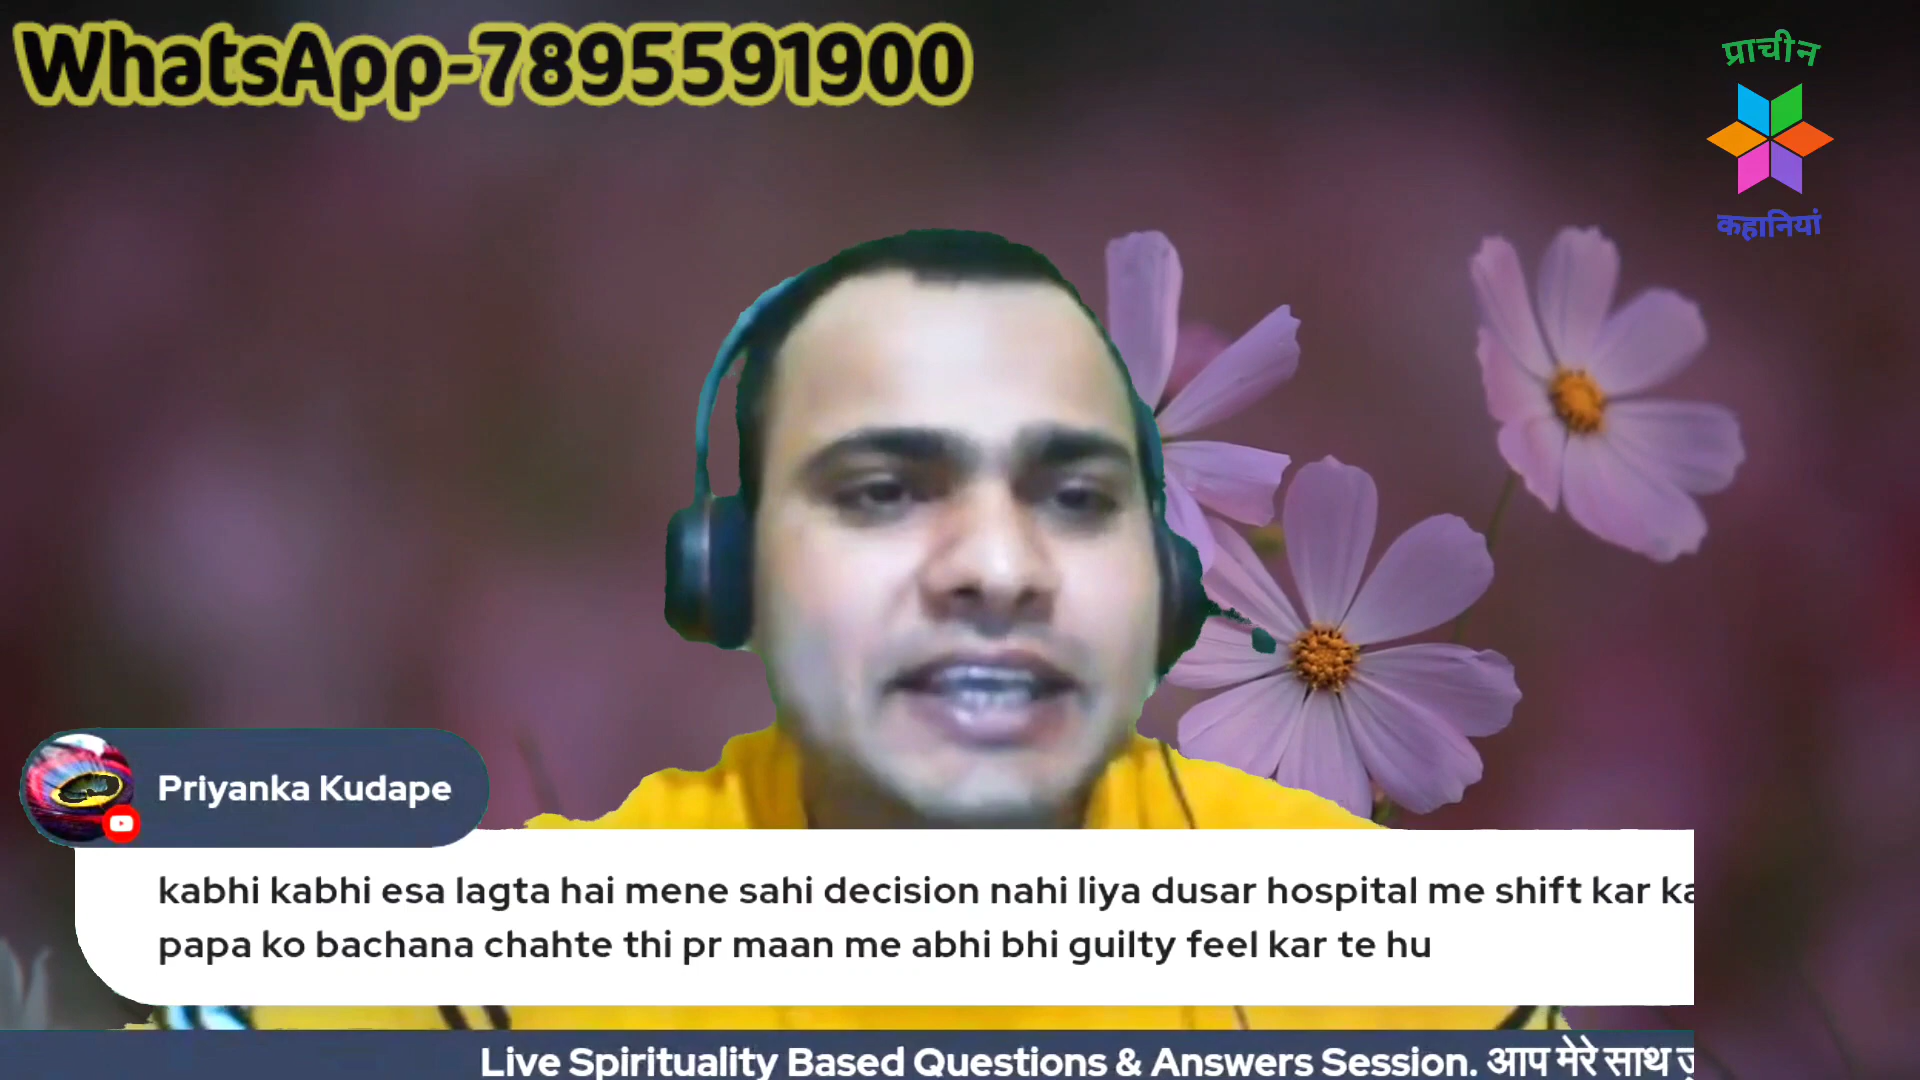 WhatsApp-7895591900
प्राचीन
कहानियां
Priyanka Kudape
kabhi kabhi esa lagta hai mene sahi decision nahi liya dusar hospital me shift kar
papa ko bachana chahte thi pr maan me abhi bhi guilty feel kar te hu
Live Spirituality Based Questions & Answers Session. आप मेरे साथ